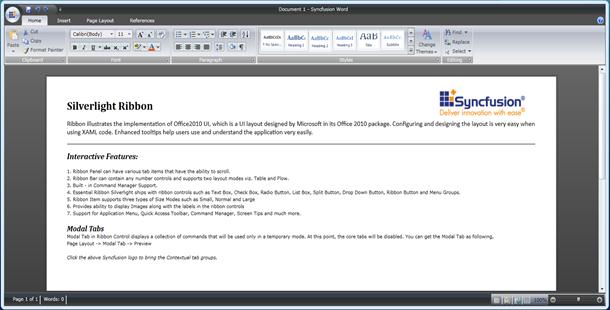 Document 1 - Syncfusion Word
Home Insert Page Layout References
Paste
Cut
Copy
Format Painter
Calibri(Body) 11
AaBbCcDi AaBbCc AaBbCc AaBbCcI AaB AaBbCc
Heading 1 Heading 2 Heading 3 Title Subtitle
Change
Themes
Find
Replace
Select
Clipboard Font Paragraph Styles Editing
Silverlight Ribbon
Syncfusion®
Deliver innovation with ease®
Ribbon illustrates the implementation of Office2010 UI, which is a UI layout designed by Microsoft in its Office 2010 package. Configuring and designing the layout is very easy when
using XAML code. Enhanced tooltips help users use and understand the application very easily.
Interactive Features:
1. Ribbon Panel can have various tab items that have the ability to scroll.
2. Ribbon Bar can contain any number controls and supports two layout modes viz. Table and Flow.
3. Built - in Command Manager Support.
4. Essential Ribbon Silverlight ships with ribbon controls such as Text Box, Check Box, Radio Button, List Box, Split Button, Drop Down Button, Ribbon Button and Menu Groups.
5. Ribbon Item supports three types of Size Modes such as Small, Normal and Large
6. Provides ability to display Images along with the labels in the ribbon controls
7. Support for Application Menu, Quick Access Toolbar, Command Manager, Screen Tips and much more.
Modal Tabs
Modal Tab in Ribbon Control displays a collection of commands that will be used only in a temporary mode. At this point, the core tabs will be disabled. You can get the Modal Tab as following,
Page Layout -> Modal Tab -> Preview
Click the above Syncfusion logo to bring the Contextual tab groups.
Page 1 of 1 Words: 0 100%